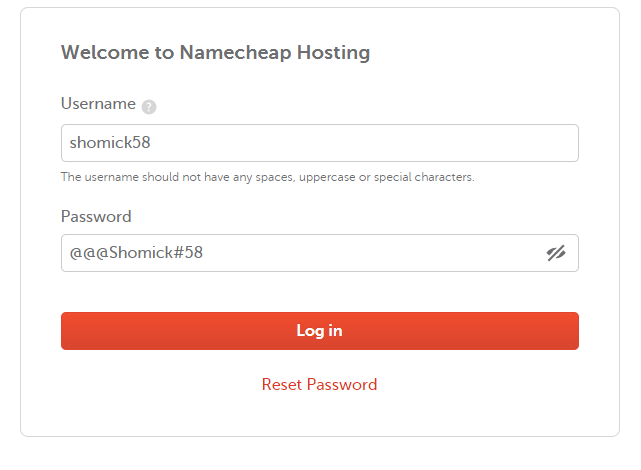 Welcome to Namecheap Hosting
Username ?
shomick58
The username should not have any spaces, uppercase or special characters.
Password
@@@Shomick#58
Log in
Reset Password